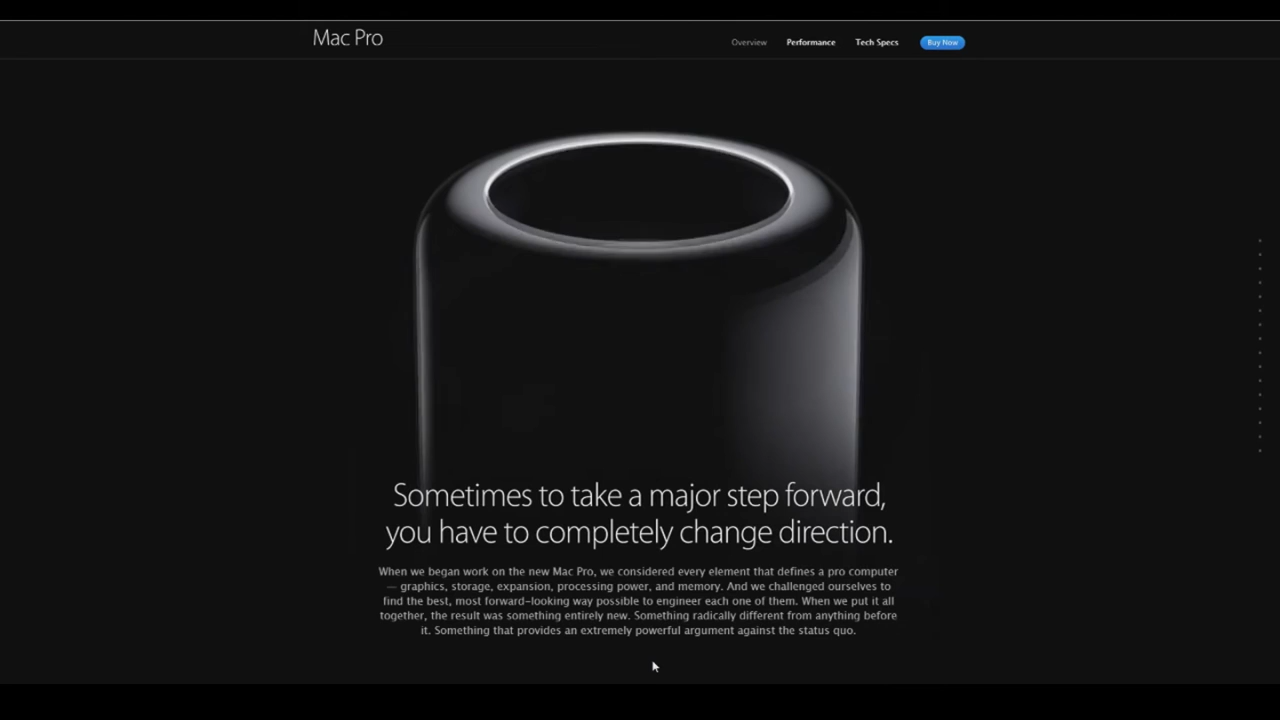 Mac Pro
Overview Performance Tech Specs Buy Now
Sometimes to take a major step forward,
you have to completely change direction.
When we began work on the new Mac Pro, we considered every element that defines a pro computer
— graphics, storage, expansion, processing power, and memory. And we challenged ourselves to
find the best, most forward-looking way possible to engineer each one of them. When we put it all
together, the result was something entirely new. Something radically different from anything before
it. Something that provides an extremely powerful argument against the status quo.